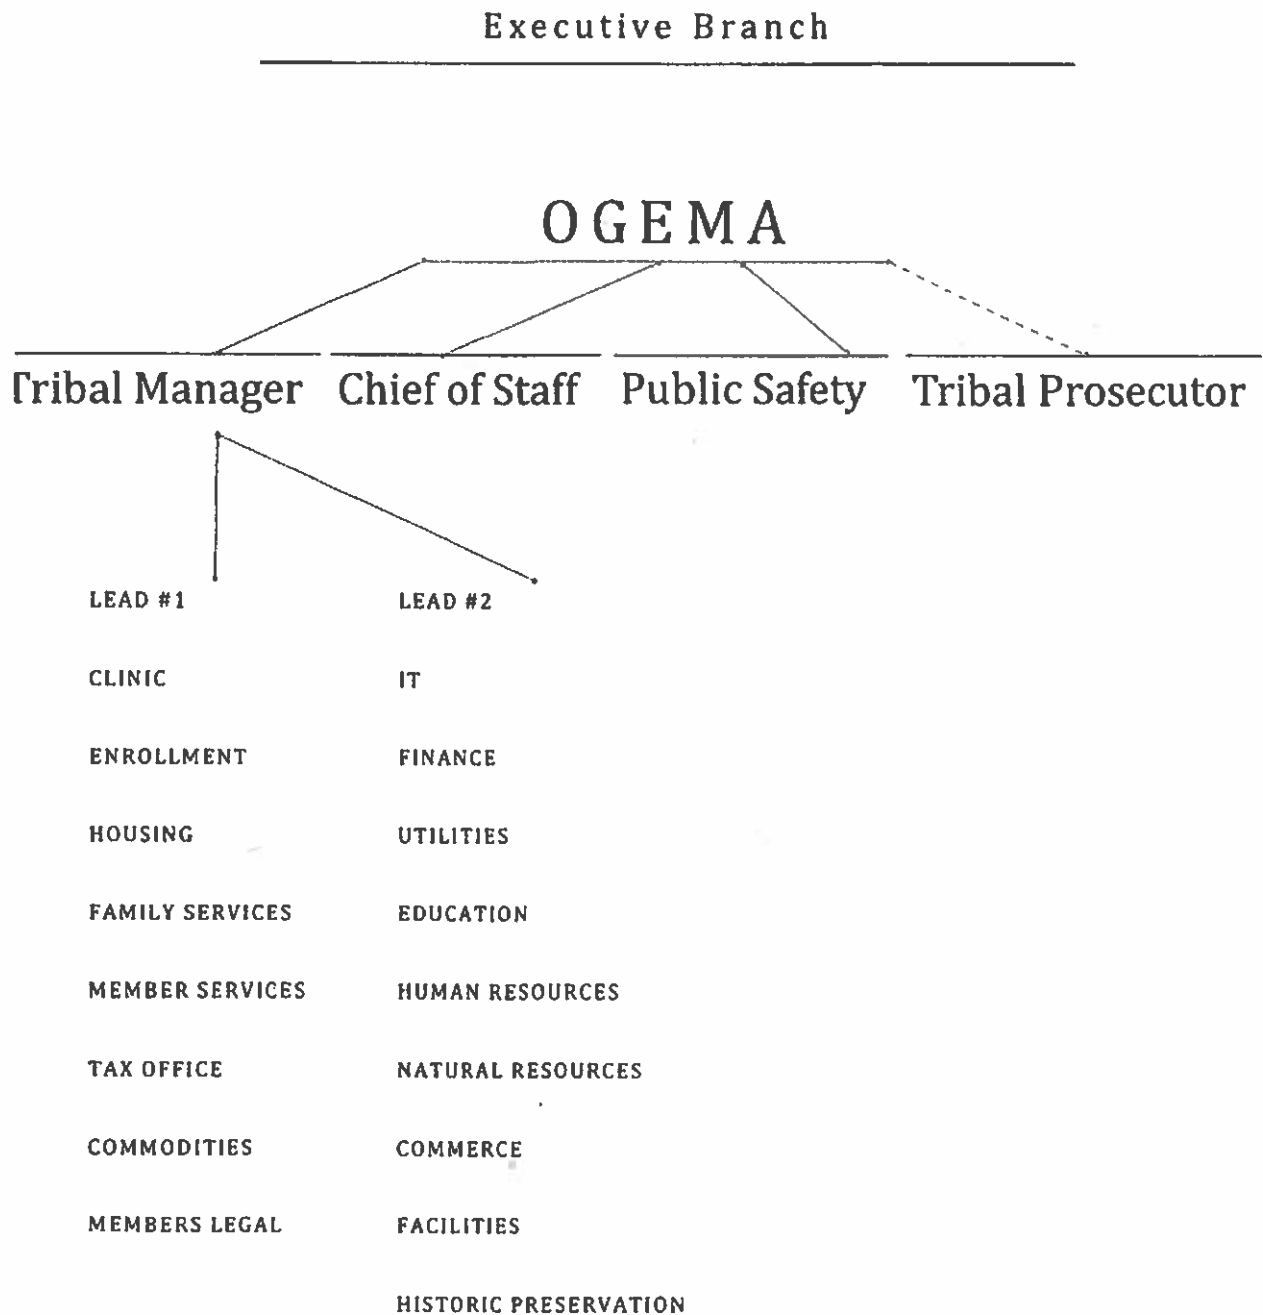 Executive Branch
OGEMA
Tribal Manager Chief of Staff Public Safety Tribal Prosecutor
LEAD #1 LEAD #2
CLINIC IT
ENROLLMENT FINANCE
HOUSING UTILITIES
FAMILY SERVICES EDUCATION
MEMBER SERVICES HUMAN RESOURCES
TAX OFFICE NATURAL RESOURCES
COMMODITIES COMMERCE
MEMBERS LEGAL FACILITIES
HISTORIC PRESERVATION